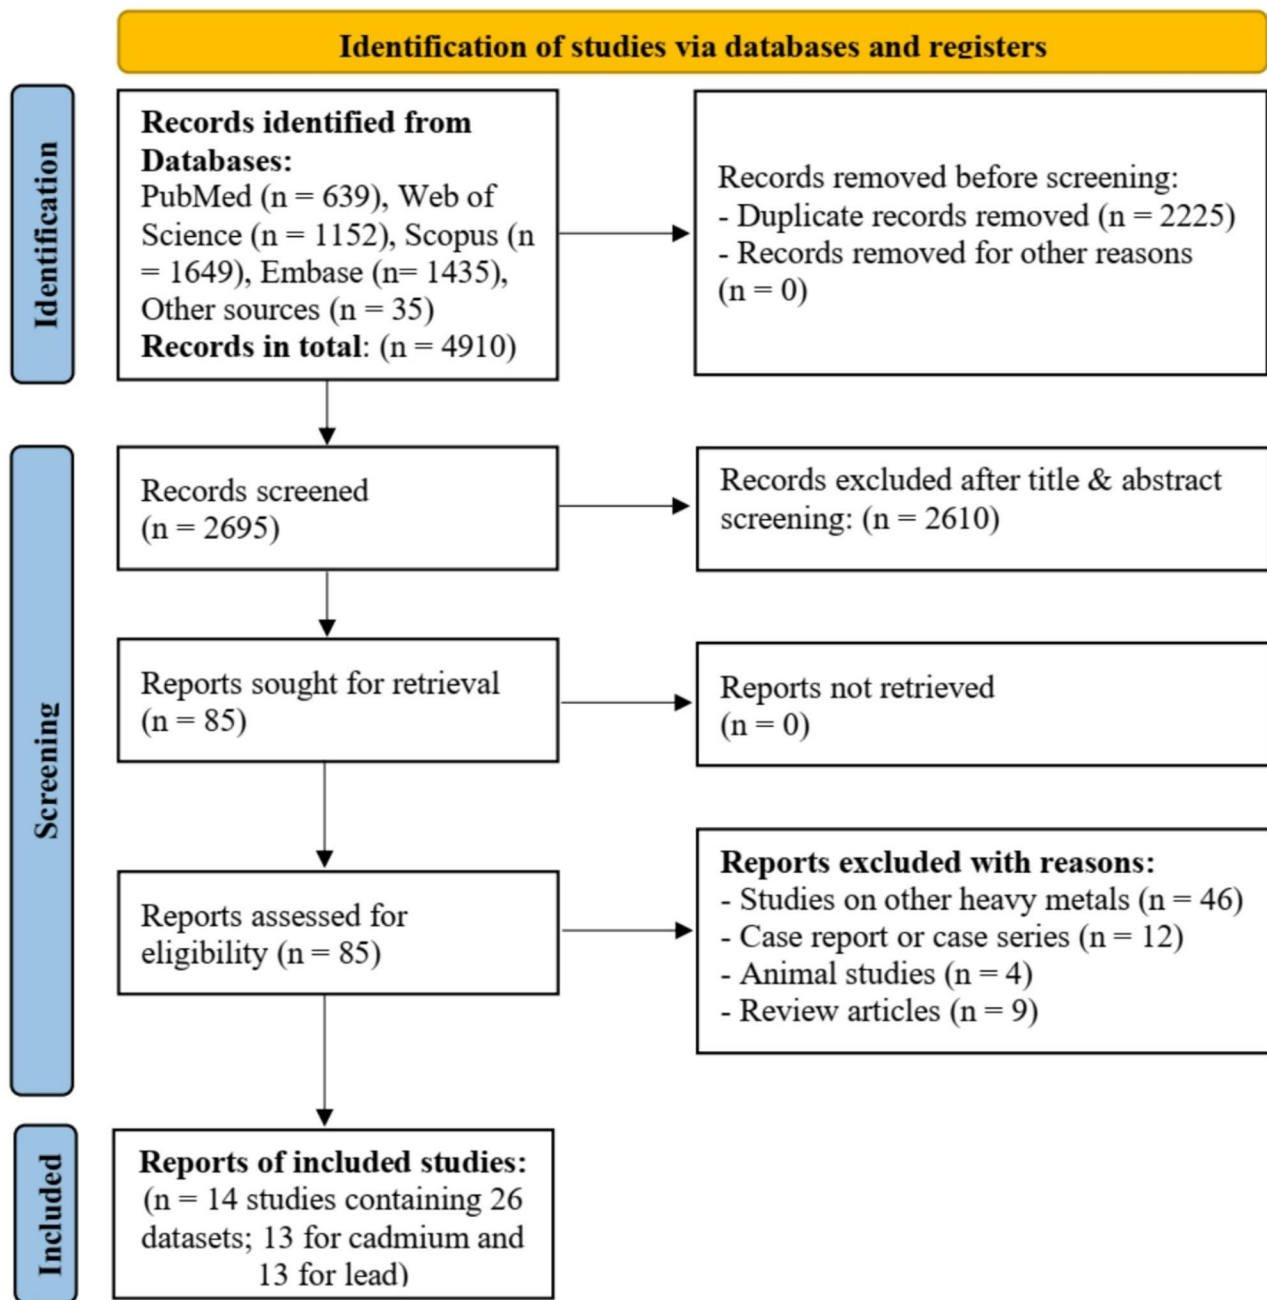 Identification of studies via databases and registers
Identification
Records identified from
Databases:
PubMed (n = 639), Web of
Science (n = 1152), Scopus (n
= 1649), Embase (n= 1435),
Other sources (n = 35)
Records in total: (n = 4910)
Records removed before screening:
- Duplicate records removed (n = 2225)
- Records removed for other reasons
(n = 0)
Screening
Records screened
(n = 2695)
Records excluded after title & abstract
screening: (n = 2610)
Reports sought for retrieval
(n = 85)
Reports not retrieved
(n = 0)
Reports assessed for
eligibility (n = 85)
Reports excluded with reasons:
- Studies on other heavy metals (n = 46)
- Case report or case series (n = 12)
- Animal studies (n = 4)
- Review articles (n = 9)
Included
Reports of included studies:
(n = 14 studies containing 26
datasets; 13 for cadmium and
13 for lead)